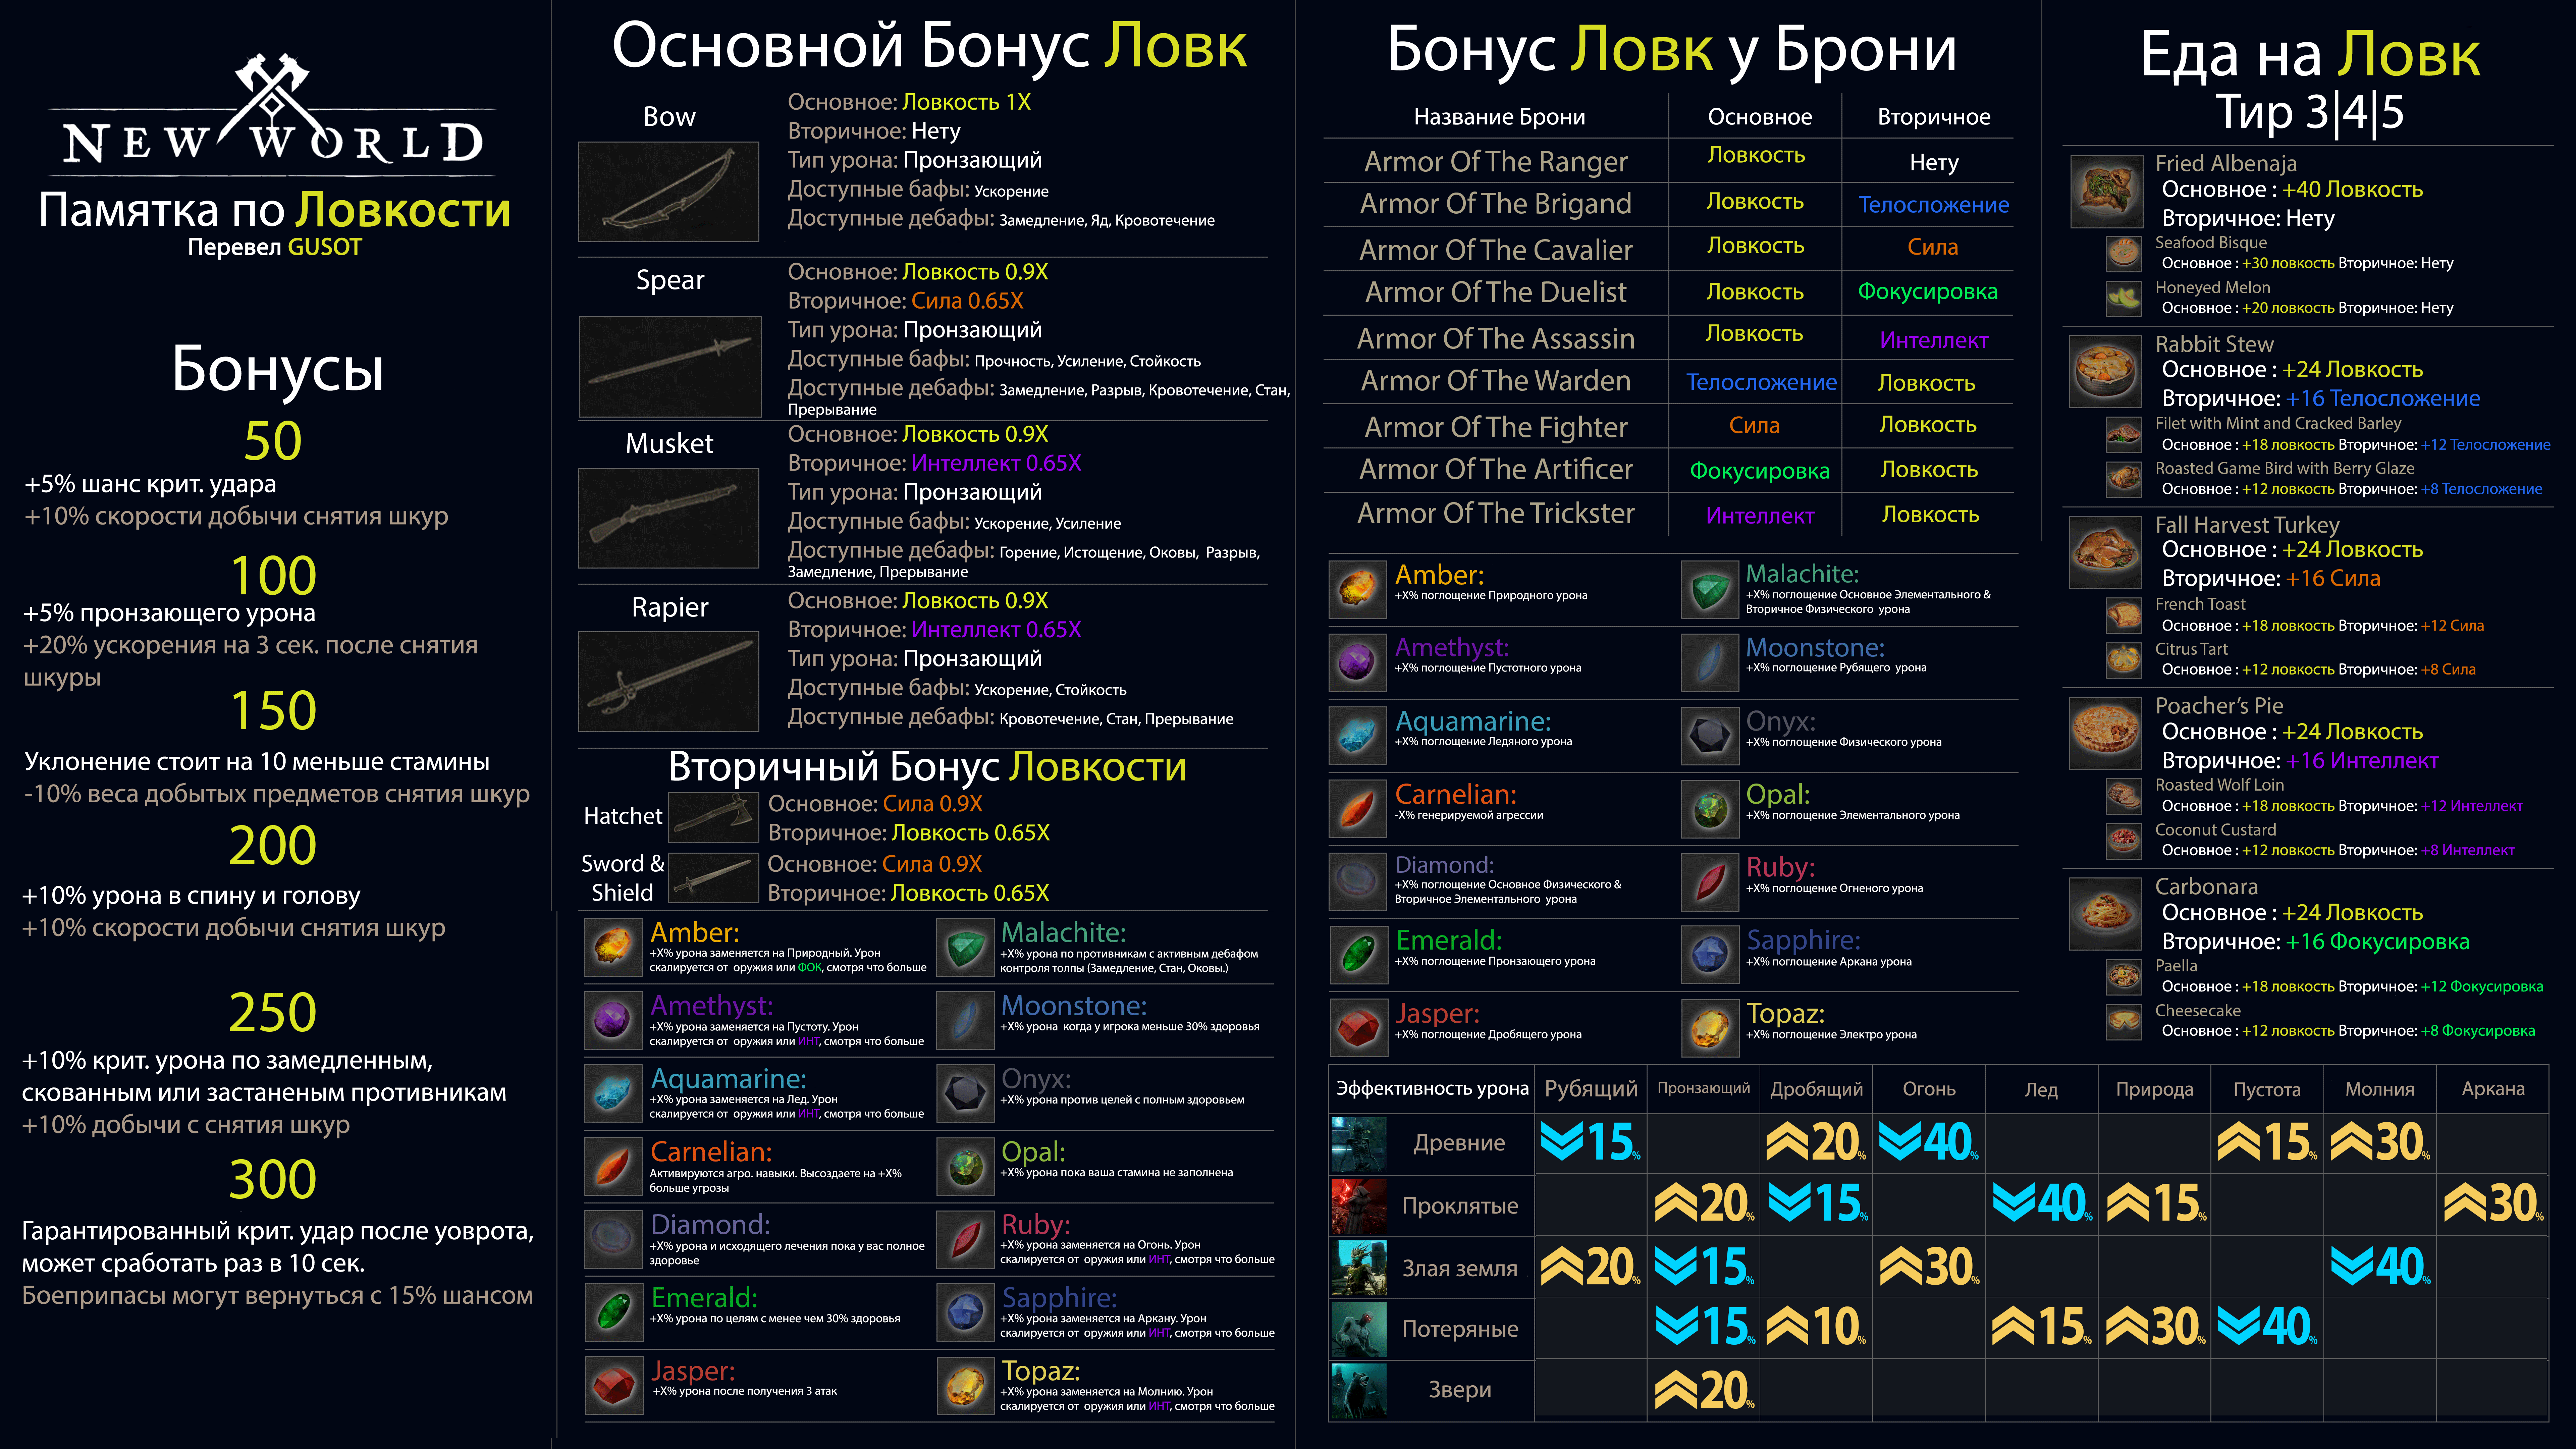 NEW WORLD
Памятка по Ловкости
Перевел GUSOT
Бонусы
50
+5% шанс крит. удара
+10% скорости добычи снятия шкур
100
+5% пронзающего урона
+20% ускорения на 3 сек. после снятия
шкуры
150
Уклонение стоит на 10 меньше стамины
-10% веса добытых предметов снятия шкур
200
+10% урона в спину и голову
+10% скорости добычи снятия шкур
250
+10% крит. урона по замедленным,
скованным или застаненым противникам
+10% добычи с снятия шкур
300
Гарантированный крит. удар после уоврота,
может сработать раз в 10 сек.
Боеприпасы могут вернуться с 15% шансом
Основной Бонус Ловк
Bow
Основное: Ловкость 1X
Вторичное: Нету
Тип урона: Пронзающий
Доступные бафы: Ускорение
Доступные дебафы: Замедление, Яд, Кровотечение
Spear
Основное: Ловкость 0.9X
Вторичное: Сила 0.65X
Тип урона: Пронзающий
Доступные бафы: Прочность, Усиление, Стойкость
Доступные дебафы: Замедление, Разрыв, Кровотечение, Стан,
Прерывание
Musket
Основное: Ловкость 0.9X
Вторичное: Интеллект 0.65X
Тип урона: Пронзающий
Доступные бафы: Ускорение, Усиление
Доступные дебафы: Горение, Истощение, Оковы, Разрыв,
Замедление, Прерывание
Rapier
Основное: Ловкость 0.9X
Вторичное: Интеллект 0.65X
Тип урона: Пронзающий
Доступные бафы: Ускорение, Стойкость
Доступные дебафы: Кровотечение, Стан, Прерывание
Вторичный Бонус Ловкости
Hatchet
Основное: Сила 0.9X
Вторичное: Ловкость 0.65X
Sword &
Shield
Основное: Сила 0.9X
Вторичное: Ловкость 0.65X
Amber:
+X% урона заменяется на Природный. Урон
скалируется от оружия или ФОК, смотря что больше
Malachite:
+X% урона по противникам с активным дебафом
контроля толпы (Замедление, Стан, Оковы.)
Amethyst:
+X% урона заменяется на Пустоту. Урон
скалируется от оружия или ИНТ, смотря что больше
Moonstone:
+X% урона когда у игрока меньше 30% здоровья
Aquamarine:
+X% урона заменяется на Лед. Урон
скалируется от оружия или ИНТ, смотря что больше
Onyx:
+X% урона против целей с полным здоровьем
Carnelian:
Активируются агро. навыки. Высоздаете на +X%
больше угрозы
Opal:
+X% урона пока ваша стамина не заполнена
Diamond:
+X% урона и исходящего лечения пока у вас полное
здоровье
Ruby:
+X% урона заменяется на Огонь. Урон
скалируется от оружия или ИНТ, смотря что больше
Emerald:
+X% урона по целям с менее чем 30% здоровья
Sapphire:
+X% урона заменяется на Аркану. Урон
скалируется от оружия или ИНТ, смотря что больше
Jasper:
+X% урона после получения 3 атак
Topaz:
+X% урона заменяется на Молнию. Урон
скалируется от оружия или ИНТ, смотря что больше
Бонус Ловк у Брони
Название Брони Основное Вторичное
Armor Of The Ranger Ловкость Нету
Armor Of The Brigand Ловкость Телосложение
Armor Of The Cavalier Ловкость Сила
Armor Of The Duelist Ловкость Фокусировка
Armor Of The Assassin Ловкость Интеллект
Armor Of The Warden Телосложение Ловкость
Armor Of The Fighter Сила Ловкость
Armor Of The Artificer Фокусировка Ловкость
Armor Of The Trickster Интеллект Ловкость
Amber:
+X% поглощение Природного урона
Malachite:
+X% поглощение Основное Элементального &
Вторичное Физического урона
Amethyst:
+X% поглощение Пустотного урона
Moonstone:
+X% поглощение Рубящего урона
Aquamarine:
+X% поглощение Ледяного урона
Onyx:
+X% поглощение Физического урона
Carnelian:
-X% генерируемой агрессии
Opal:
+X% поглощение Элементального урона
Diamond:
+X% поглощение Основное Физического &
Вторичное Элементального урона
Ruby:
+X% поглощение Огненого урона
Emerald:
+X% поглощение Пронзающего урона
Sapphire:
+X% поглощение Аркана урона
Jasper:
+X% поглощение Дробящего урона
Topaz:
+X% поглощение Электро урона
Еда на Ловк
Тир 3|4|5
Fried Albenaja
Основное : +40 Ловкость
Вторичное: Нету
Seafood Bisque
Основное : +30 ловкость Вторичное: Нету
Honeyed Melon
Основное : +20 ловкость Вторичное: Нету
Rabbit Stew
Основное : +24 Ловкость
Вторичное: +16 Телосложение
Filet with Mint and Cracked Barley
Основное : +18 ловкость Вторичное: +12 Телосложение
Roasted Game Bird with Berry Glaze
Основное : +12 ловкость Вторичное: +8 Телосложение
Fall Harvest Turkey
Основное : +24 Ловкость
Вторичное: +16 Сила
French Toast
Основное : +18 ловкость Вторичное: +12 Сила
Citrus Tart
Основное : +12 ловкость Вторичное: +8 Сила
Poacher’s Pie
Основное : +24 Ловкость
Вторичное: +16 Интеллект
Roasted Wolf Loin
Основное : +18 ловкость Вторичное: +12 Интеллект
Coconut Custard
Основное : +12 ловкость Вторичное: +8 Интеллект
Carbonara
Основное : +24 Ловкость
Вторичное: +16 Фокусировка
Paella
Основное : +18 ловкость Вторичное: +12 Фокусировка
Cheesecake
Основное : +12 ловкость Вторичное: +8 Фокусировка
Эффективность урона Рубящий Пронзающий Дробящий Огонь Лед Природа Пустота Молния Аркана
Древние 15% 20% 40% 15% 30%
Проклятые 20% 15% 40% 15% 30%
Злая земля 20% 15% 30% 40%
Потеряные 15% 10% 15% 30% 40%
Звери 20%